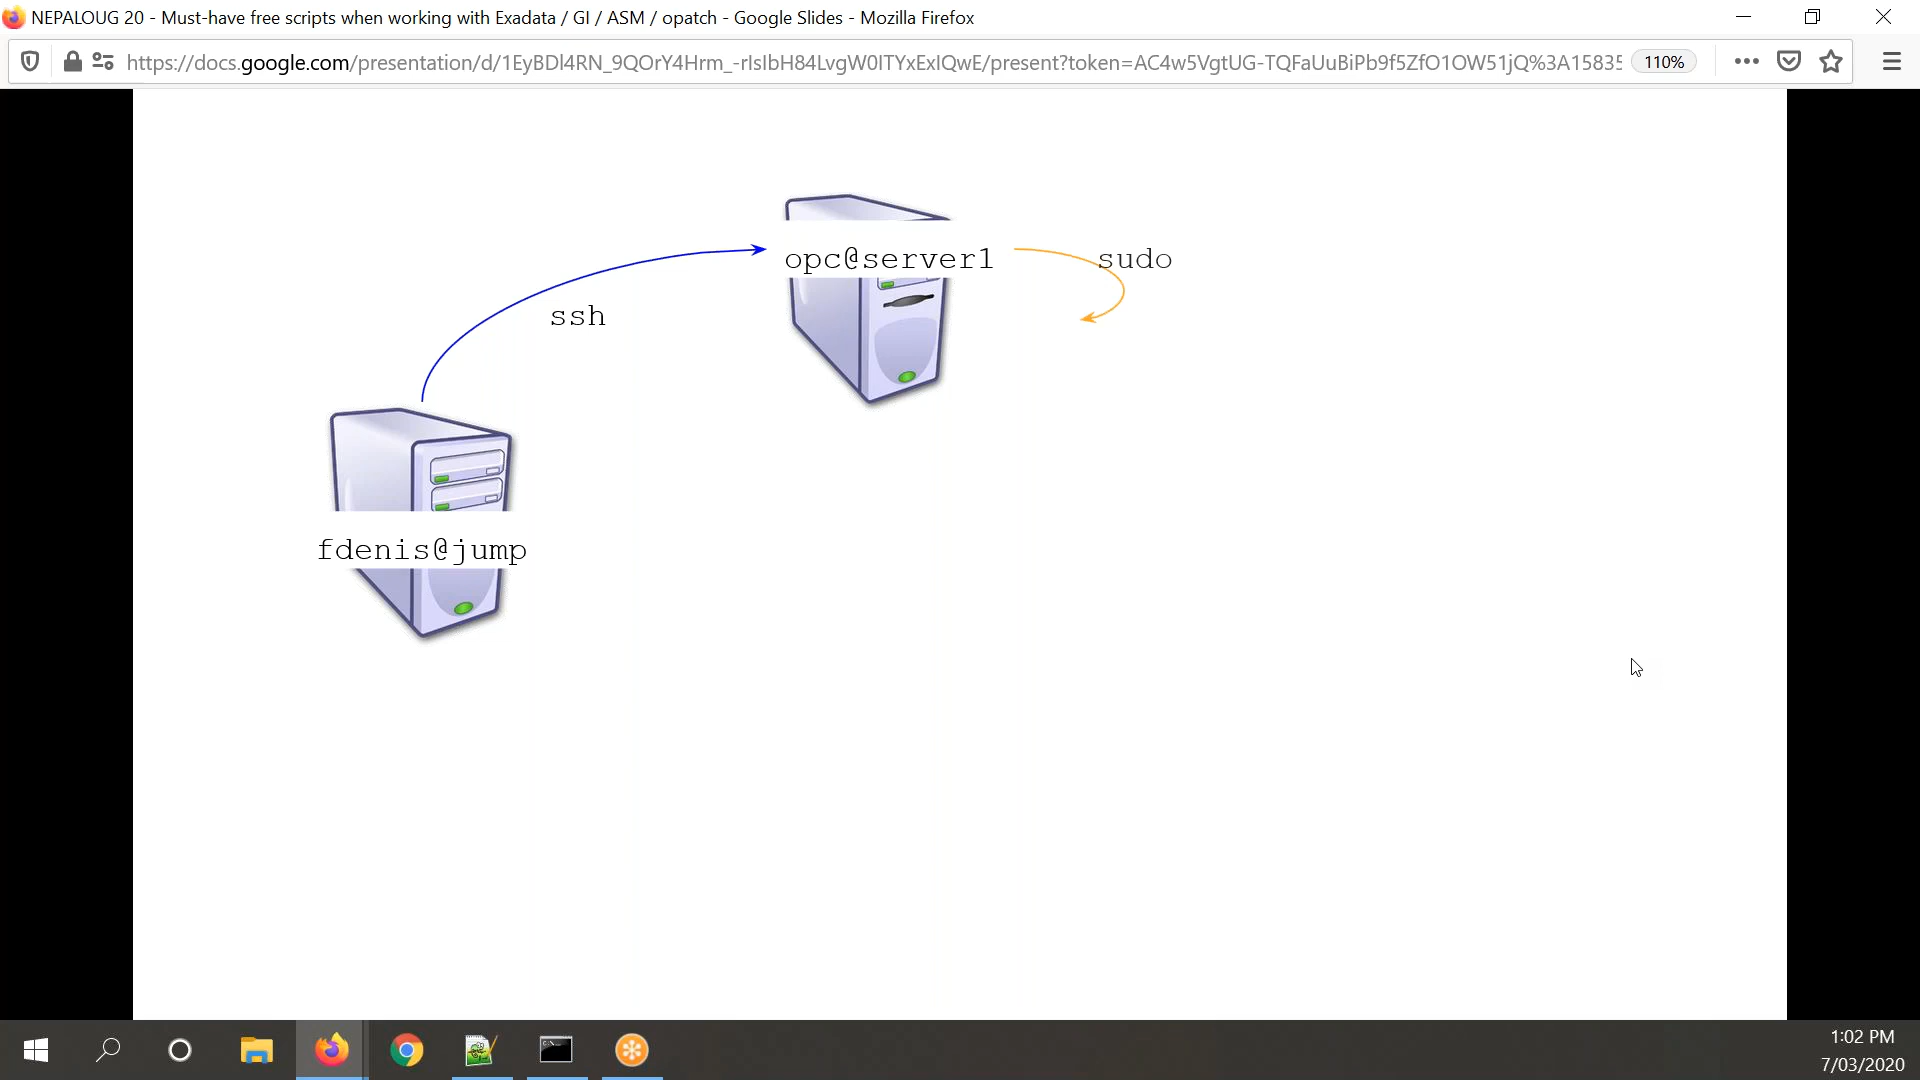 NEPALOUG 20 - Must-have free scripts when working with Exadata / GI / ASM / opatch - Google Slides - Mozilla Firefox
https://docs.google.com/presentation/d/1EyBDl4RN_9QOrY4Hrm_-rIsIbH84LvgW0ITYxExIQwE/present?token=AC4w5VgtUG-TQFaUuBiPb9f5ZfO1OW51jQ%3A15835
110%
opc@server1
sudo
ssh
fdenis@jump
1:02 PM
7/03/2020